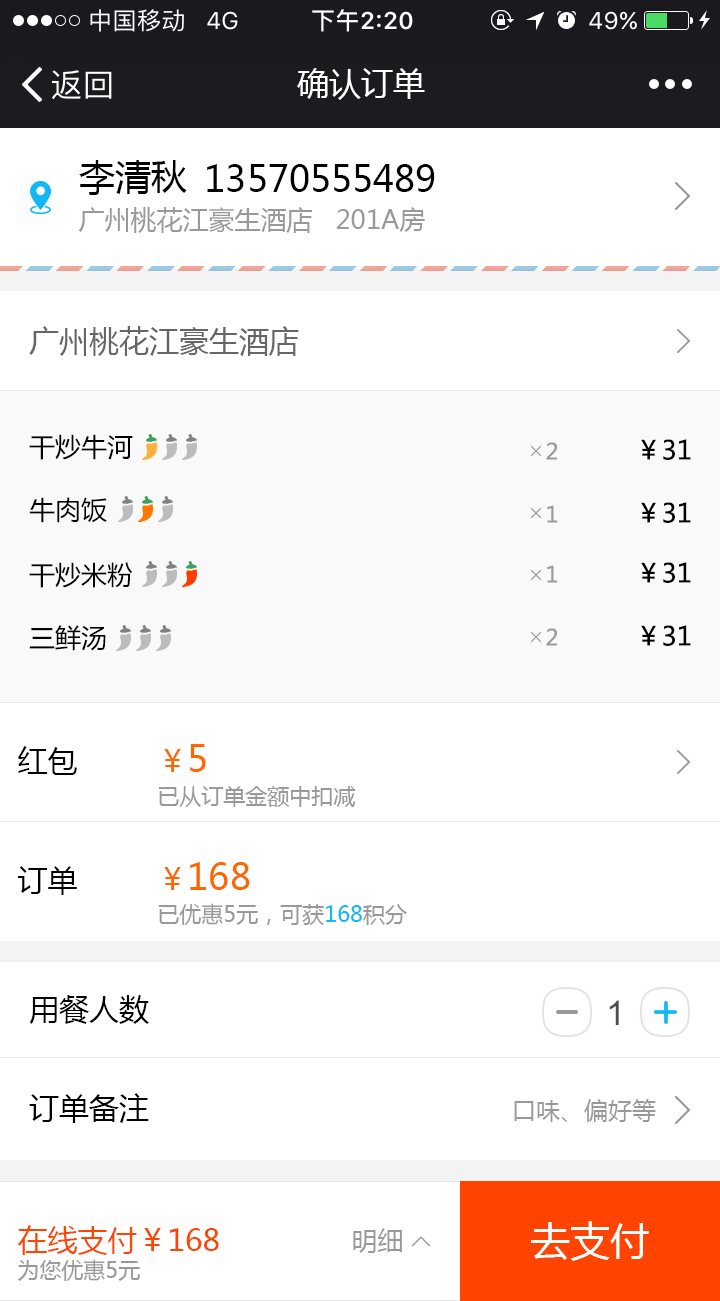 中国移动 4G 下午2:20 49%
返回 确认订单
李清秋 13570555489
广州桃花江豪生酒店 201A房
广州桃花江豪生酒店
干炒牛河 ×2 ¥31
牛肉饭 ×1 ¥31
干炒米粉 ×1 ¥31
三鲜汤 ×2 ¥31
红包 ¥5
已从订单金额中扣减
订单 ¥168
已优惠5元，可获168积分
用餐人数 1
订单备注 口味、偏好等
在线支付¥168 明细 去支付
为您优惠5元